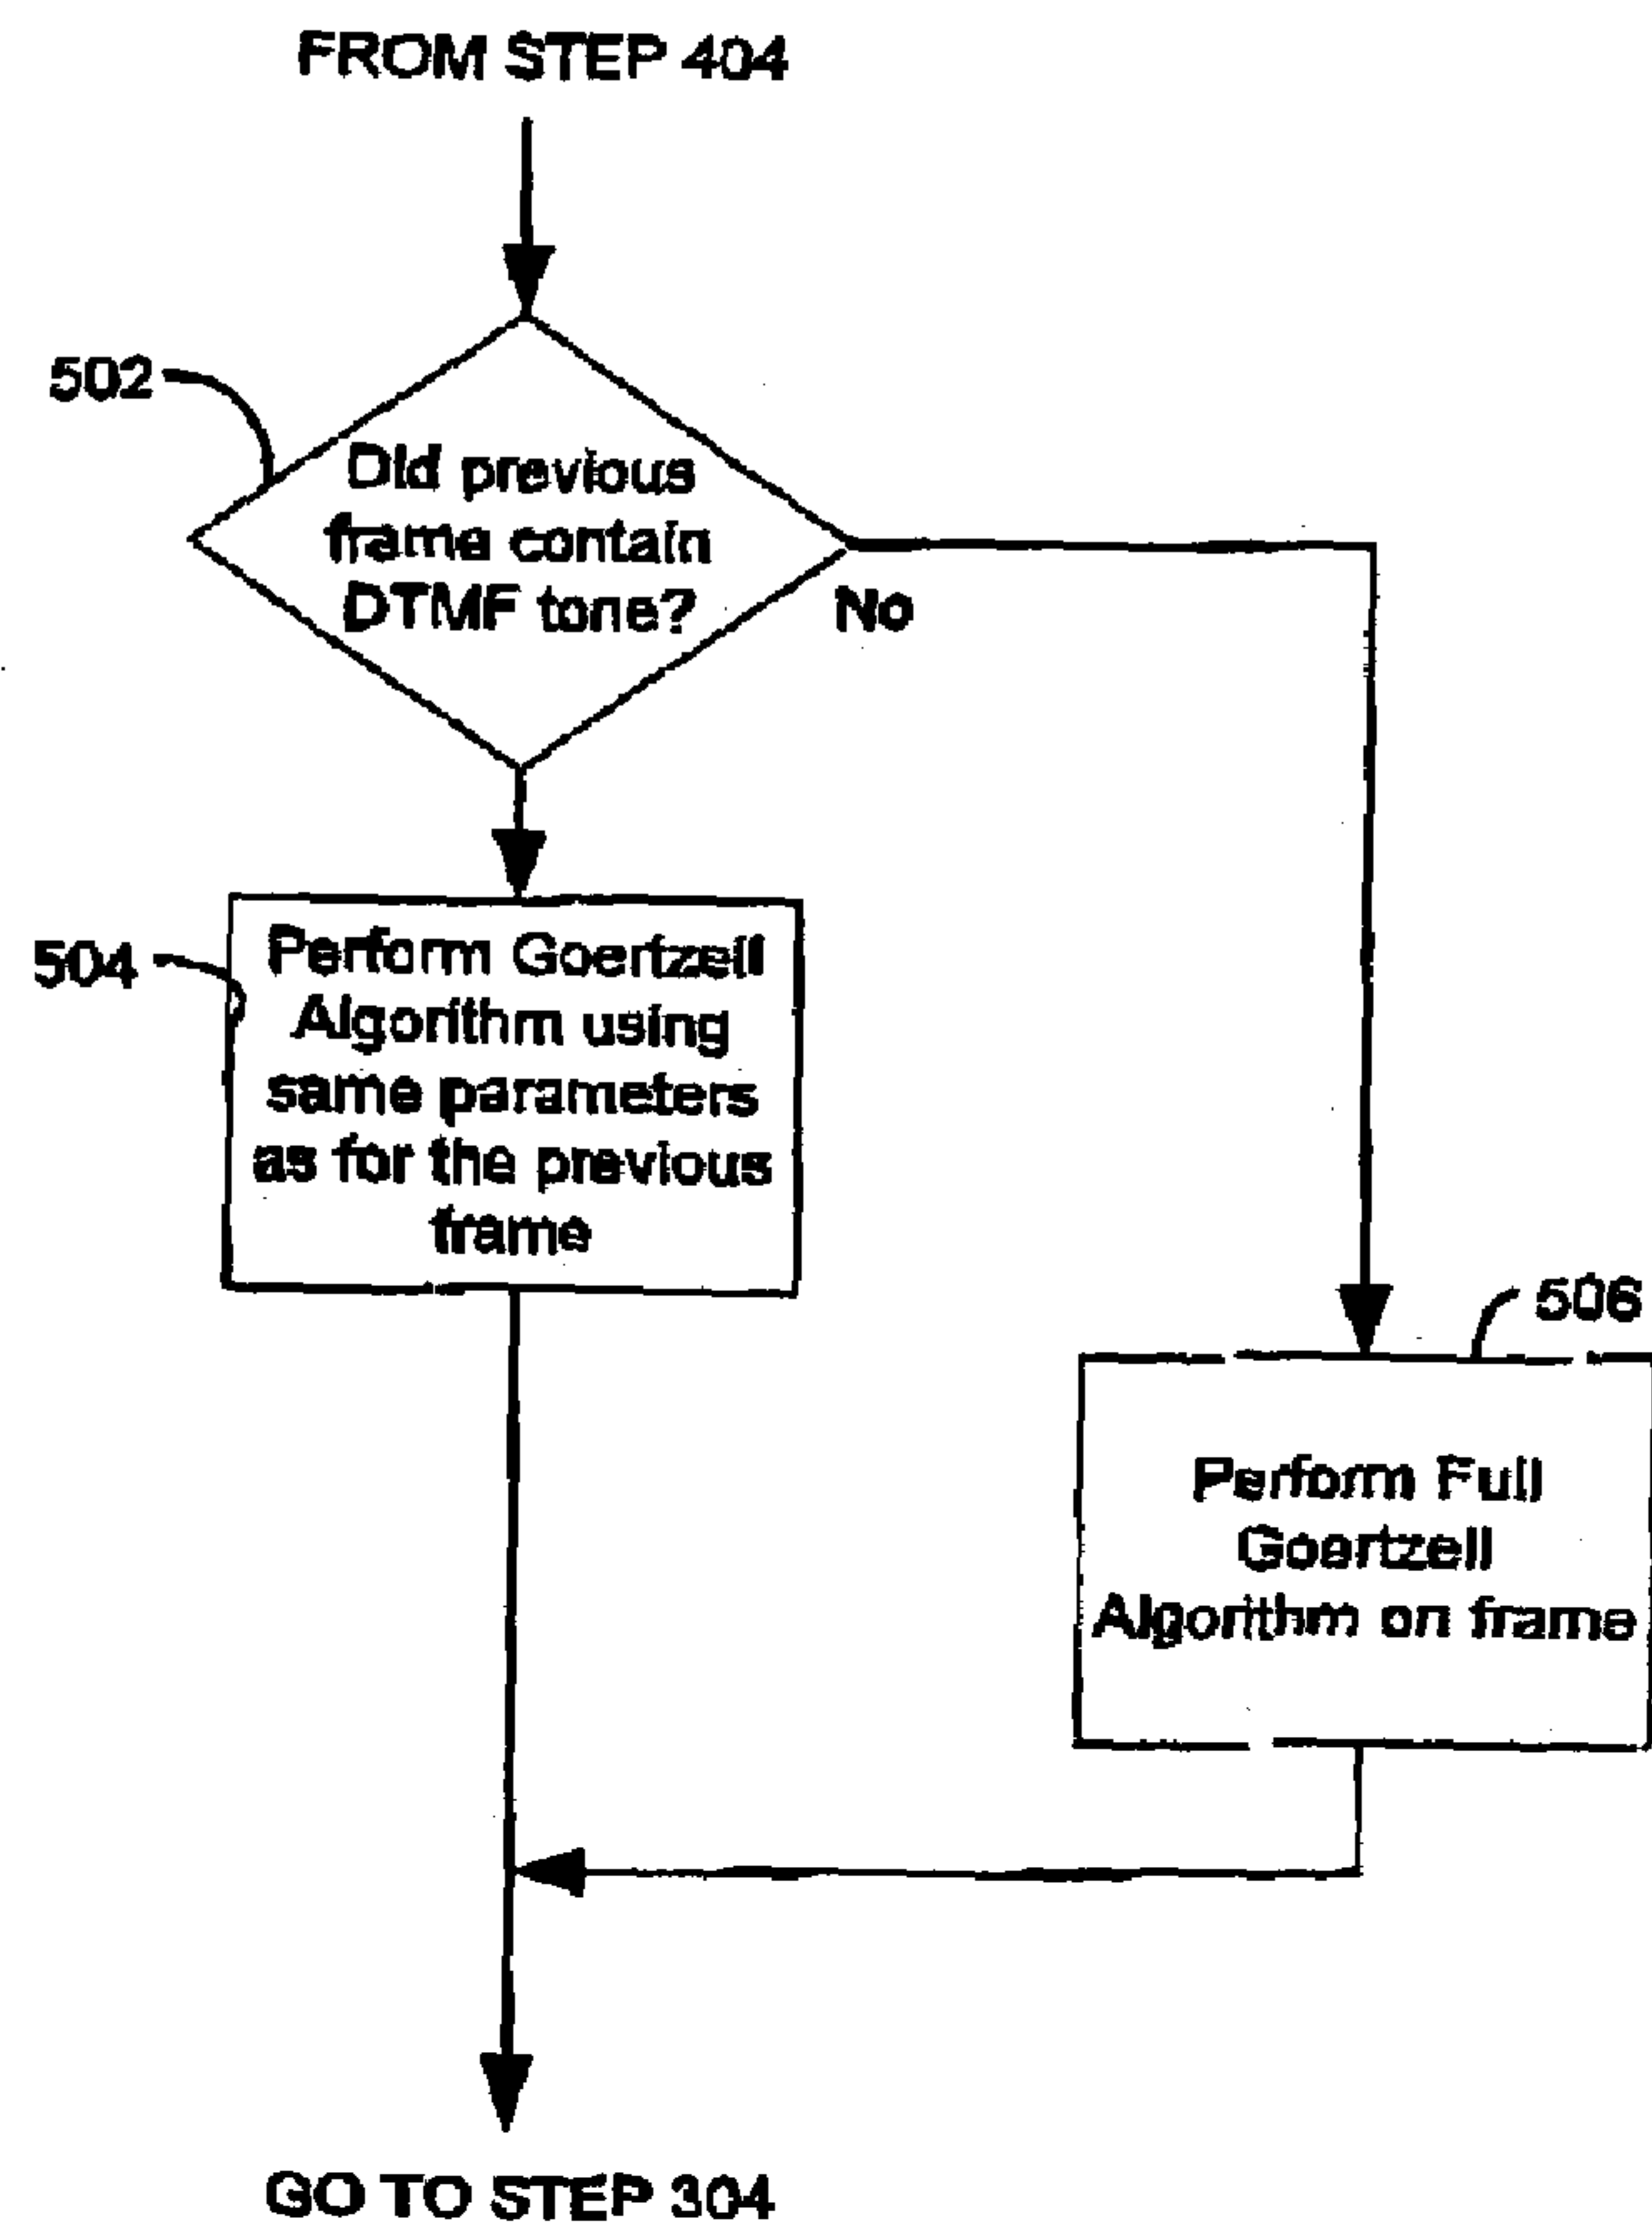 FROM STEP 404
502
Did previous
frame contain
DTMF tone?
No
504
Perform Goertzell
Algorithm using
same parameters
as for the previous
frame
506
Perform Full
Goertzell
Algorithm on frame
GO TO STEP 304